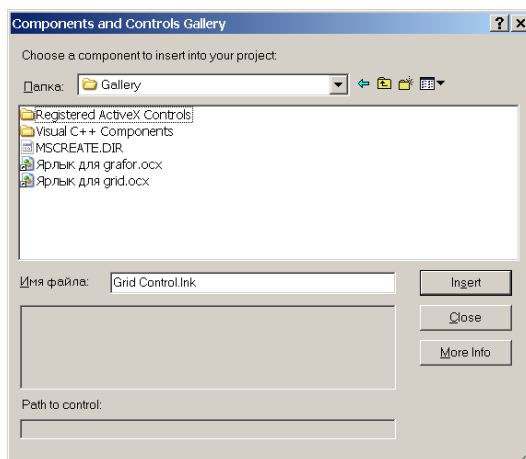 Components and Controls Gallery
Choose a component to insert into your project:
Папка: Gallery
Registered ActiveX Controls
Visual C++ Components
MSCREATE.DIR
Ярлык для grafor.ocx
Ярлык для grid.ocx
Имя файла: Grid Control.lnk
Insert
Close
More Info
Path to control: